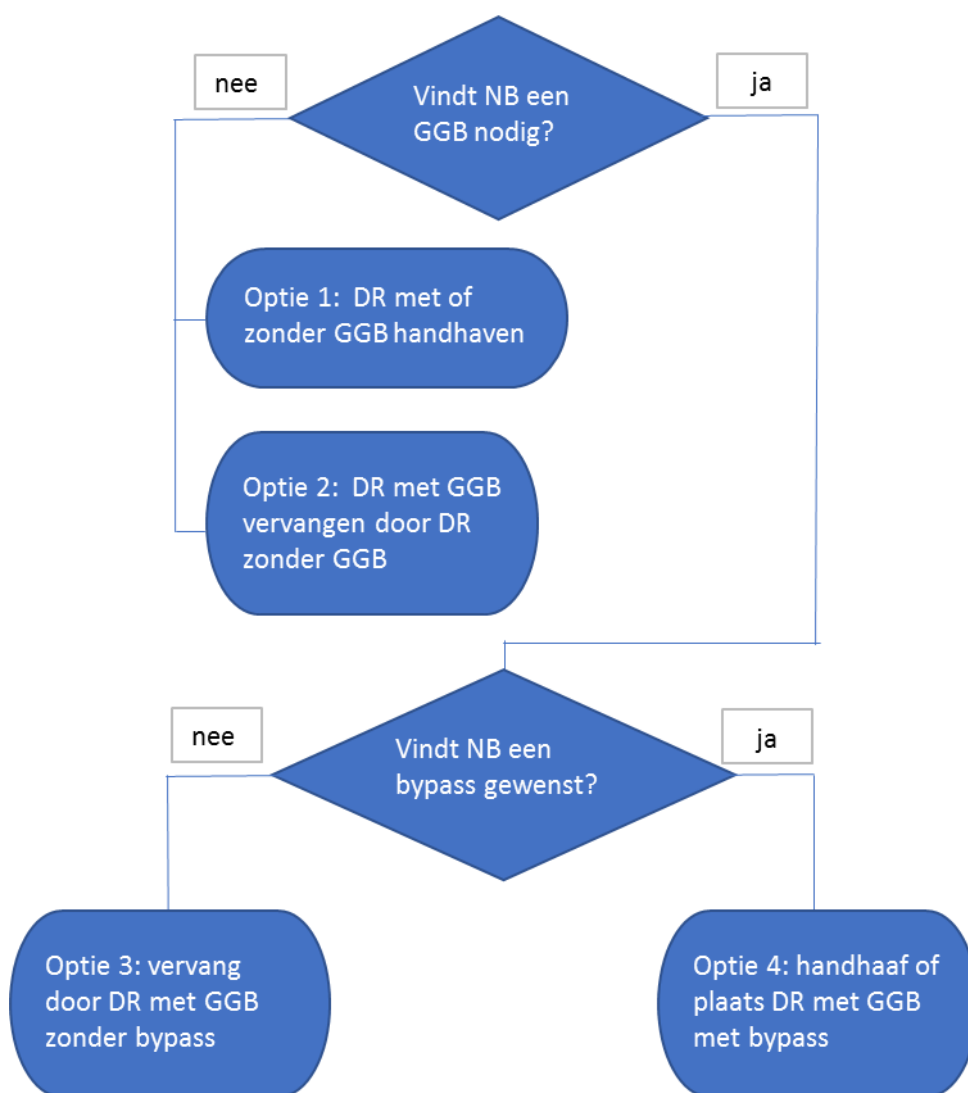 nee
ja
Vindt NB een
GGB nodig?
Optie 1:  DR met of
zonder GGB handhaven
Optie 2:  DR met GGB
vervangen door DR
zonder GGB
nee
ja
Vindt NB een
bypass gewenst?
Optie 3: vervang
door DR met GGB
zonder bypass
Optie 4: handhaaf of
plaats DR met GGB
met bypass